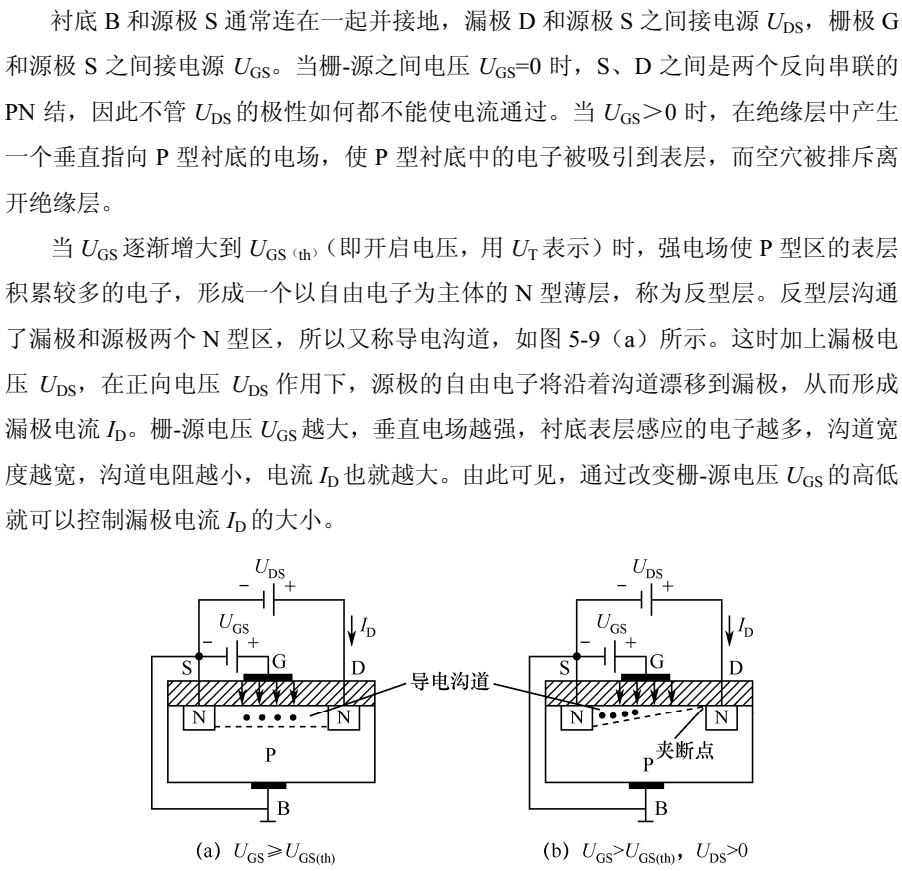 衬底 B 和源极 S 通常连在一起并接地，漏极 D 和源极 S 之间接电源 UDS，栅极 G
和源极 S 之间接电源 UGS。当栅-源之间电压 UGS=0 时，S、D 之间是两个反向串联的
PN 结，因此不管 UDS 的极性如何都不能使电流通过。当 UGS＞0 时，在绝缘层中产生
一个垂直指向 P 型衬底的电场，使 P 型衬底中的电子被吸引到表层，而空穴被排斥离
开绝缘层。
当 UGS 逐渐增大到 UGS（th）（即开启电压，用 UT 表示）时，强电场使 P 型区的表层
积累较多的电子，形成一个以自由电子为主体的 N 型薄层，称为反型层。反型层沟通
了漏极和源极两个 N 型区，所以又称导电沟道，如图 5-9（a）所示。这时加上漏极电
压 UDS，在正向电压 UDS 作用下，源极的自由电子将沿着沟道漂移到漏极，从而形成
漏极电流 ID。栅-源电压 UGS 越大，垂直电场越强，衬底表层感应的电子越多，沟道宽
度越宽，沟道电阻越小，电流 ID 也就越大。由此可见，通过改变栅-源电压 UGS 的高低
就可以控制漏极电流 ID 的大小。
UDS
− +
UGS
− +
ID
S
G
D
N
N
P
B
导电沟道
UDS
− +
UGS
− +
ID
S
G
D
N
N
夹断点
P
B
(a) UGS≥UGS(th)
(b) UGS>UGS(th)，UDS>0